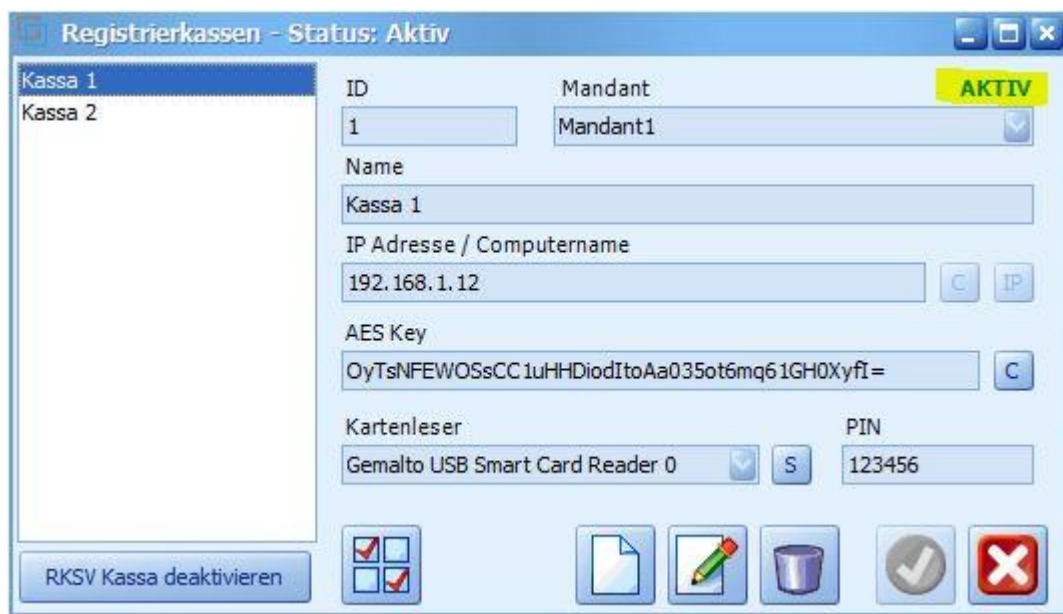 Registrierkassen - Status: Aktiv
Kassa 1
Kassa 2
ID
Mandant
AKTIV
1
Mandant1
Name
Kassa 1
IP Adresse / Computername
192.168.1.12
C
IP
AES Key
OyTsNFEWOSsCC1uHHDiodItoAa035ot6mq61GH0XyfI=
C
Kartenleser
PIN
Gemalto USB Smart Card Reader 0
S
123456
RKSV Kassa deaktivieren